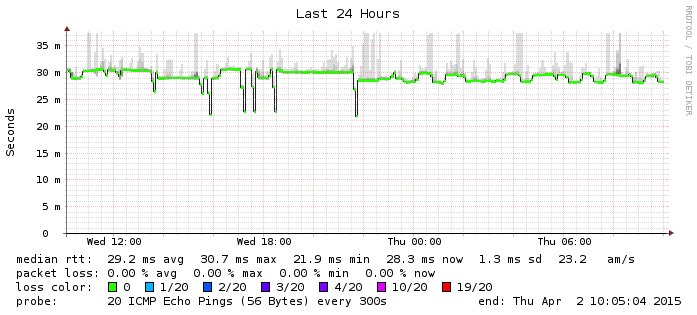 Last 24 Hours
RRDTOOL / TOBI OETIKER
Seconds
35 m
30 m
25 m
20 m
15 m
10 m
5 m
0
Wed 12:00 Wed 18:00 Thu 00:00 Thu 06:00
median rtt: 29.2 ms avg 30.7 ms max 21.9 ms min 28.3 ms now 1.3 ms sd 23.2 am/s
packet loss: 0.00 % avg 0.00 % max 0.00 % min 0.00 % now
loss color: 0 1/20 2/20 3/20 4/20 10/20 19/20
probe: 20 ICMP Echo Pings (56 Bytes) every 300s end: Thu Apr 2 10:05:04 2015